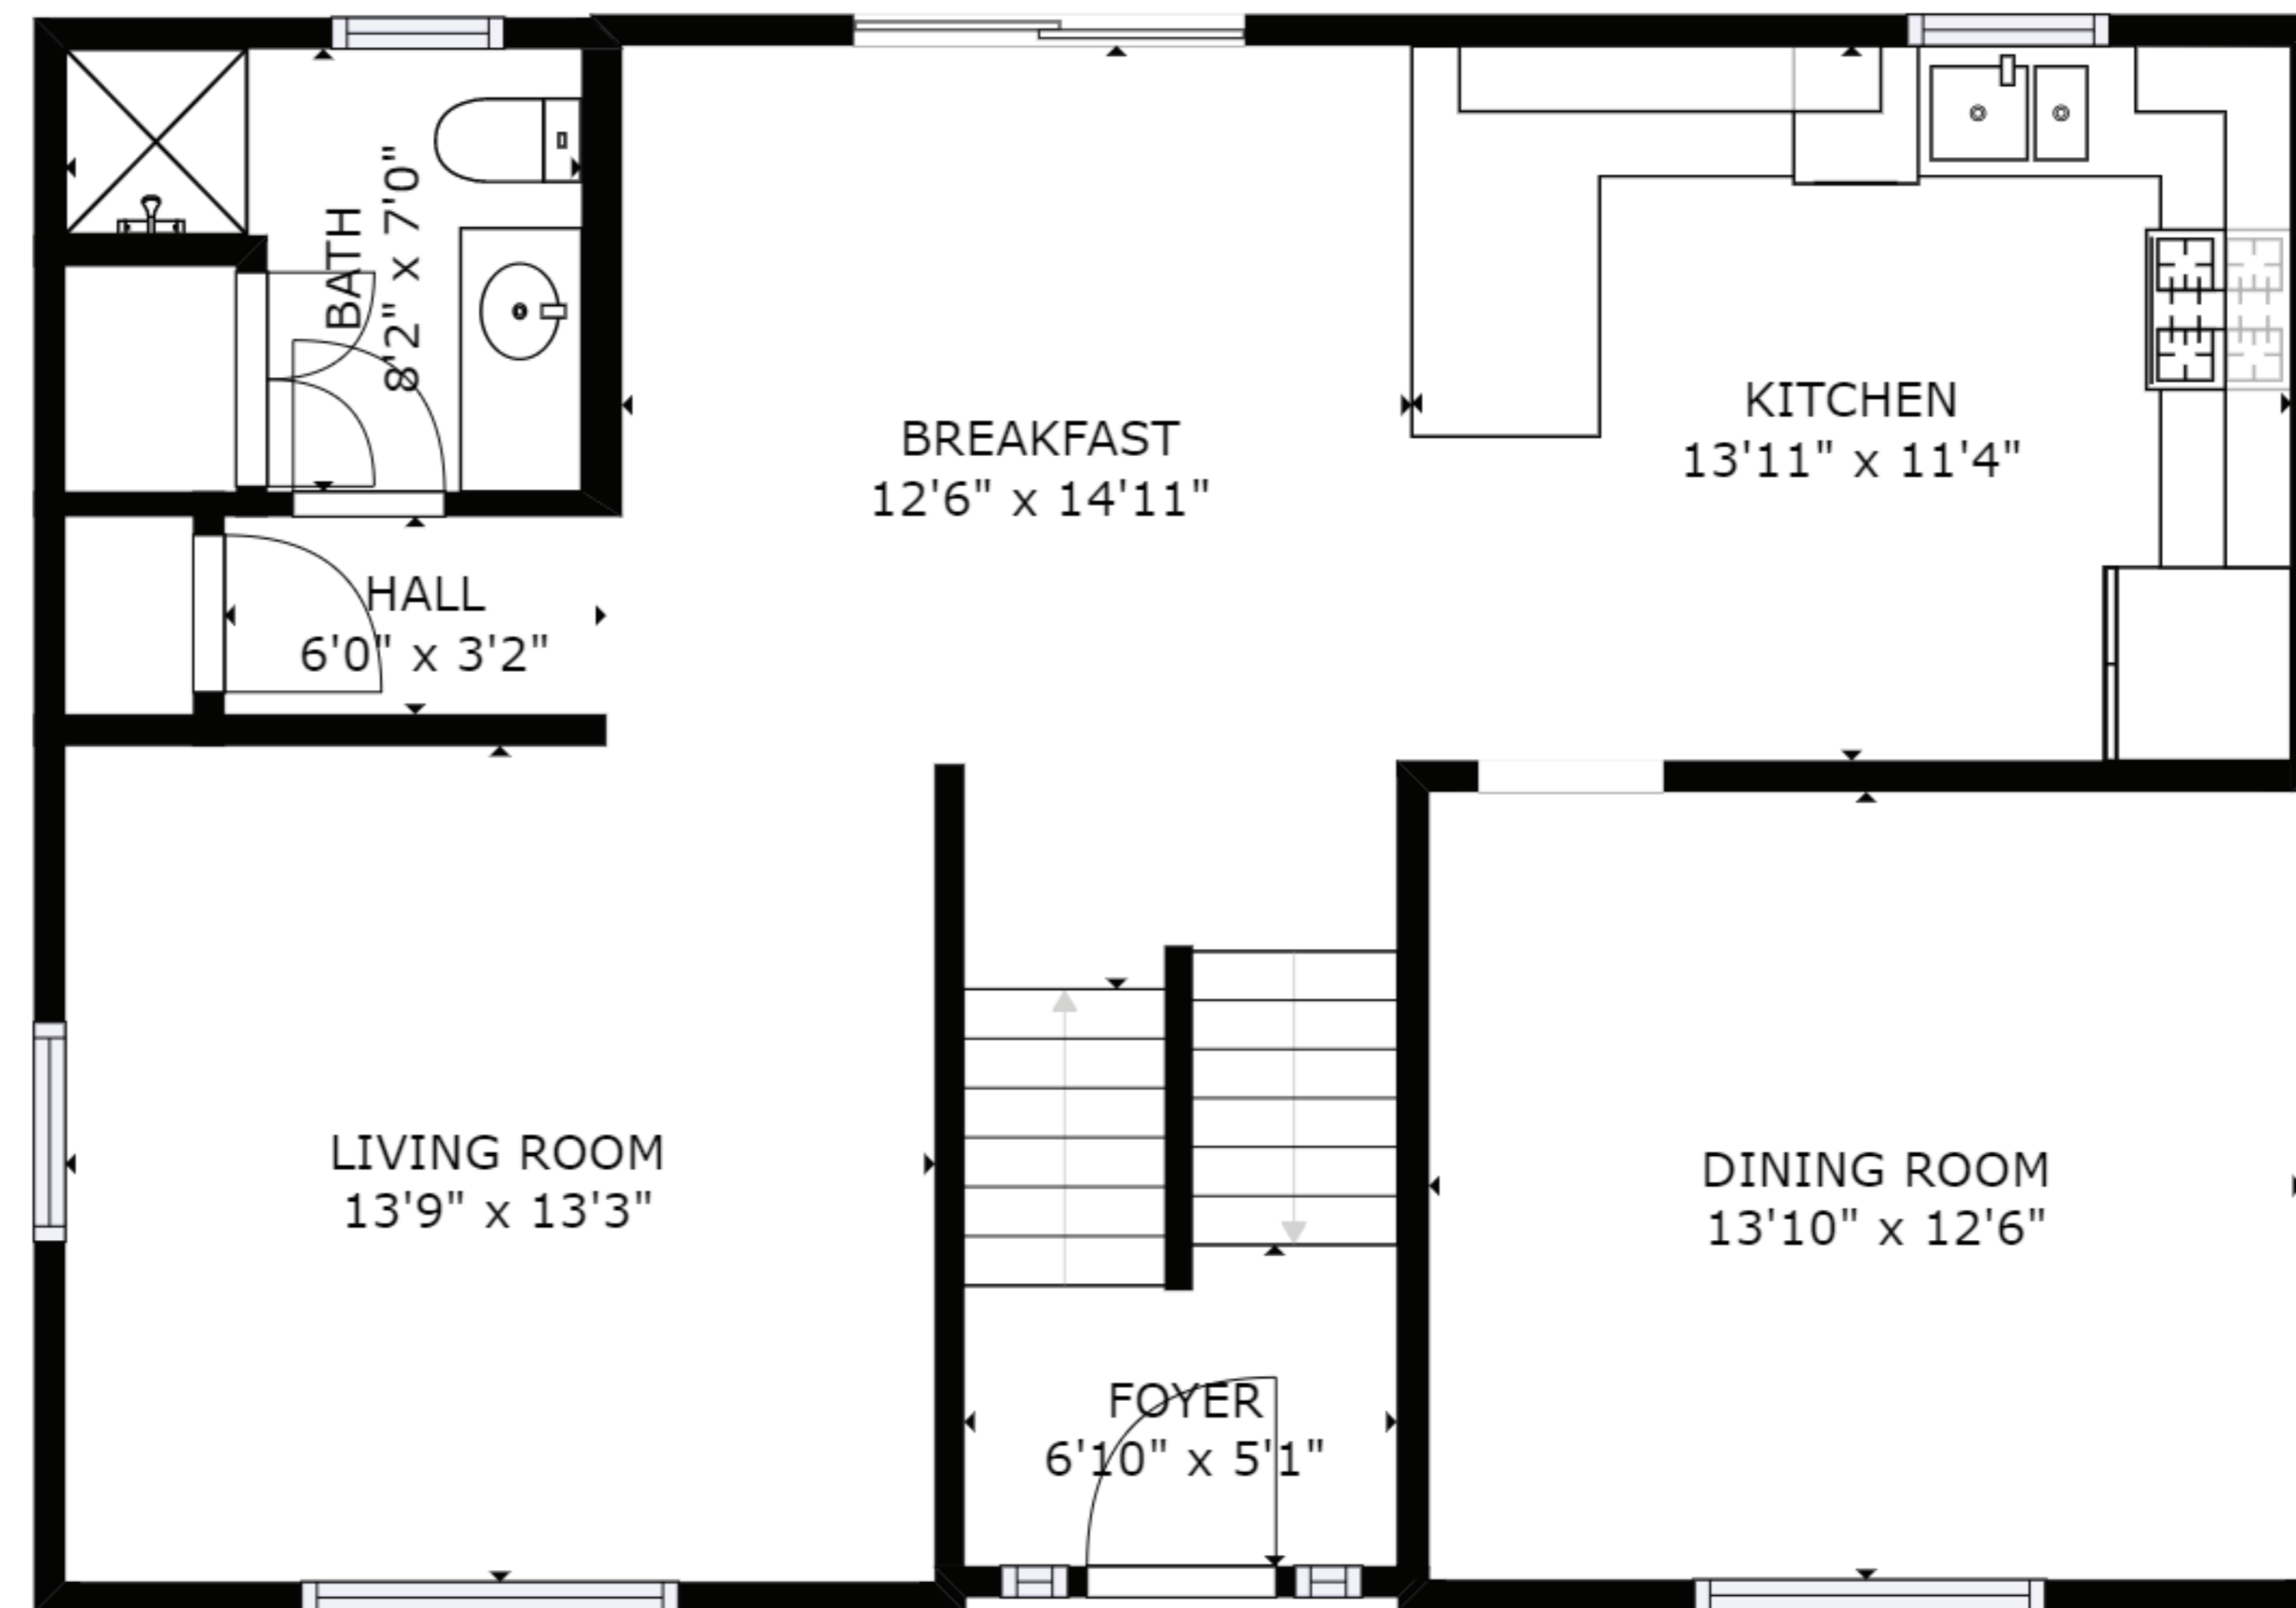 BATH
8'2" x 7'0"
BREAKFAST
12'6" x 14'11"
KITCHEN
13'11" x 11'4"
HALL
6'0" x 3'2"
LIVING ROOM
13'9" x 13'3"
DINING ROOM
13'10" x 12'6"
FOYER
6'10" x 5'1"